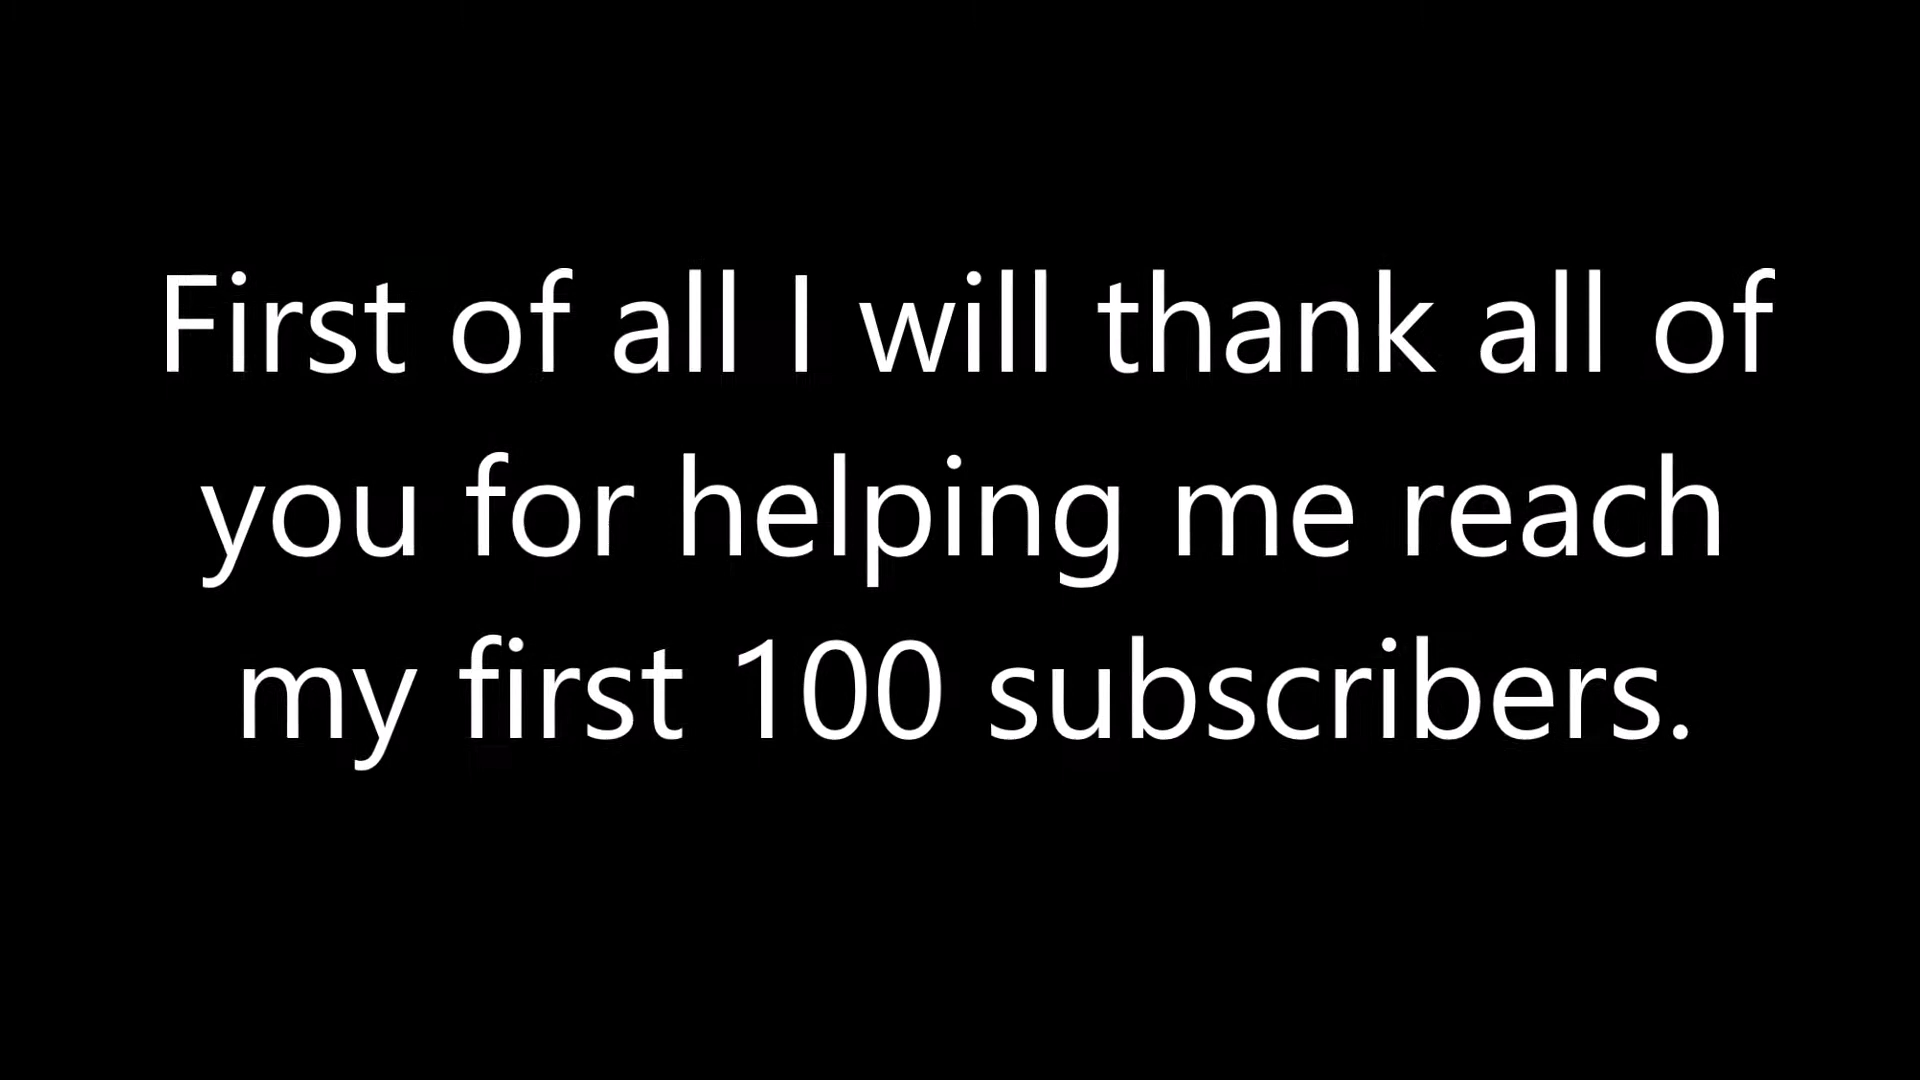 First of all I will thank all of
you for helping me reach
my first 100 subscribers.